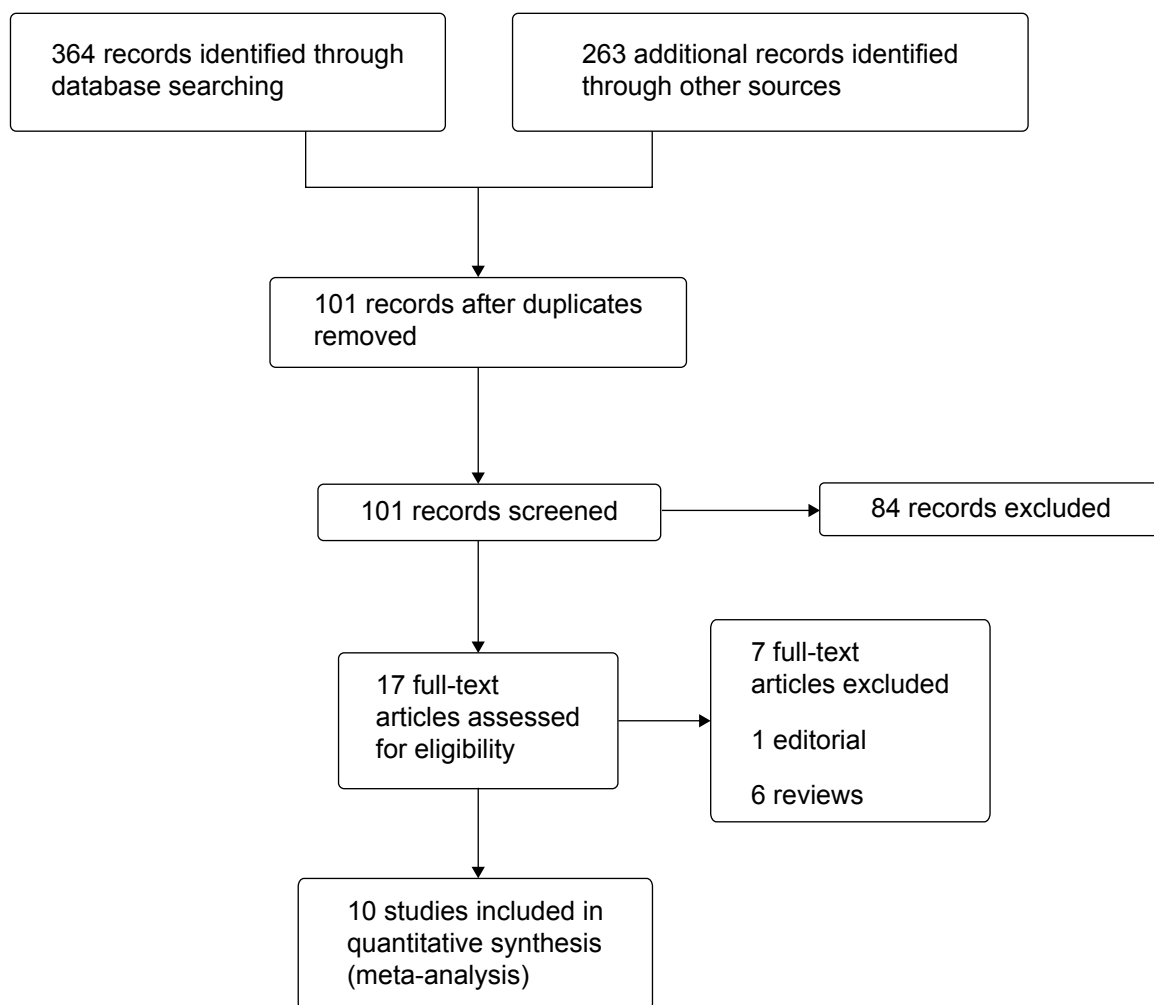 364 records identified through
database searching
263 additional records identified
through other sources
101 records after duplicates
removed
101 records screened
84 records excluded
17 full-text
articles assessed
for eligibility
7 full-text
articles excluded
1 editorial
6 reviews
10 studies included in
quantitative synthesis
(meta-analysis)